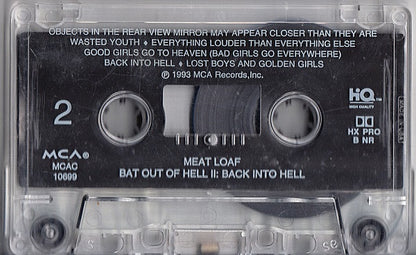 OBJECTS IN THE REAR VIEW MIRROR MAY APPEAR CLOSER THAN THEY ARE
WASTED YOUTH ♦ EVERYTHING LOUDER THAN EVERYTHING ELSE
GOOD GIRLS GO TO HEAVEN (BAD GIRLS GO EVERYWHERE)
BACK INTO HELL ♦ LOST BOYS AND GOLDEN GIRLS
℗ 1993 MCA Records, Inc.
2
HQ™
HIGH QUALITY
HX PRO
B NR
MCA®
MCAC
10699
MEAT LOAF
BAT OUT OF HELL II: BACK INTO HELL